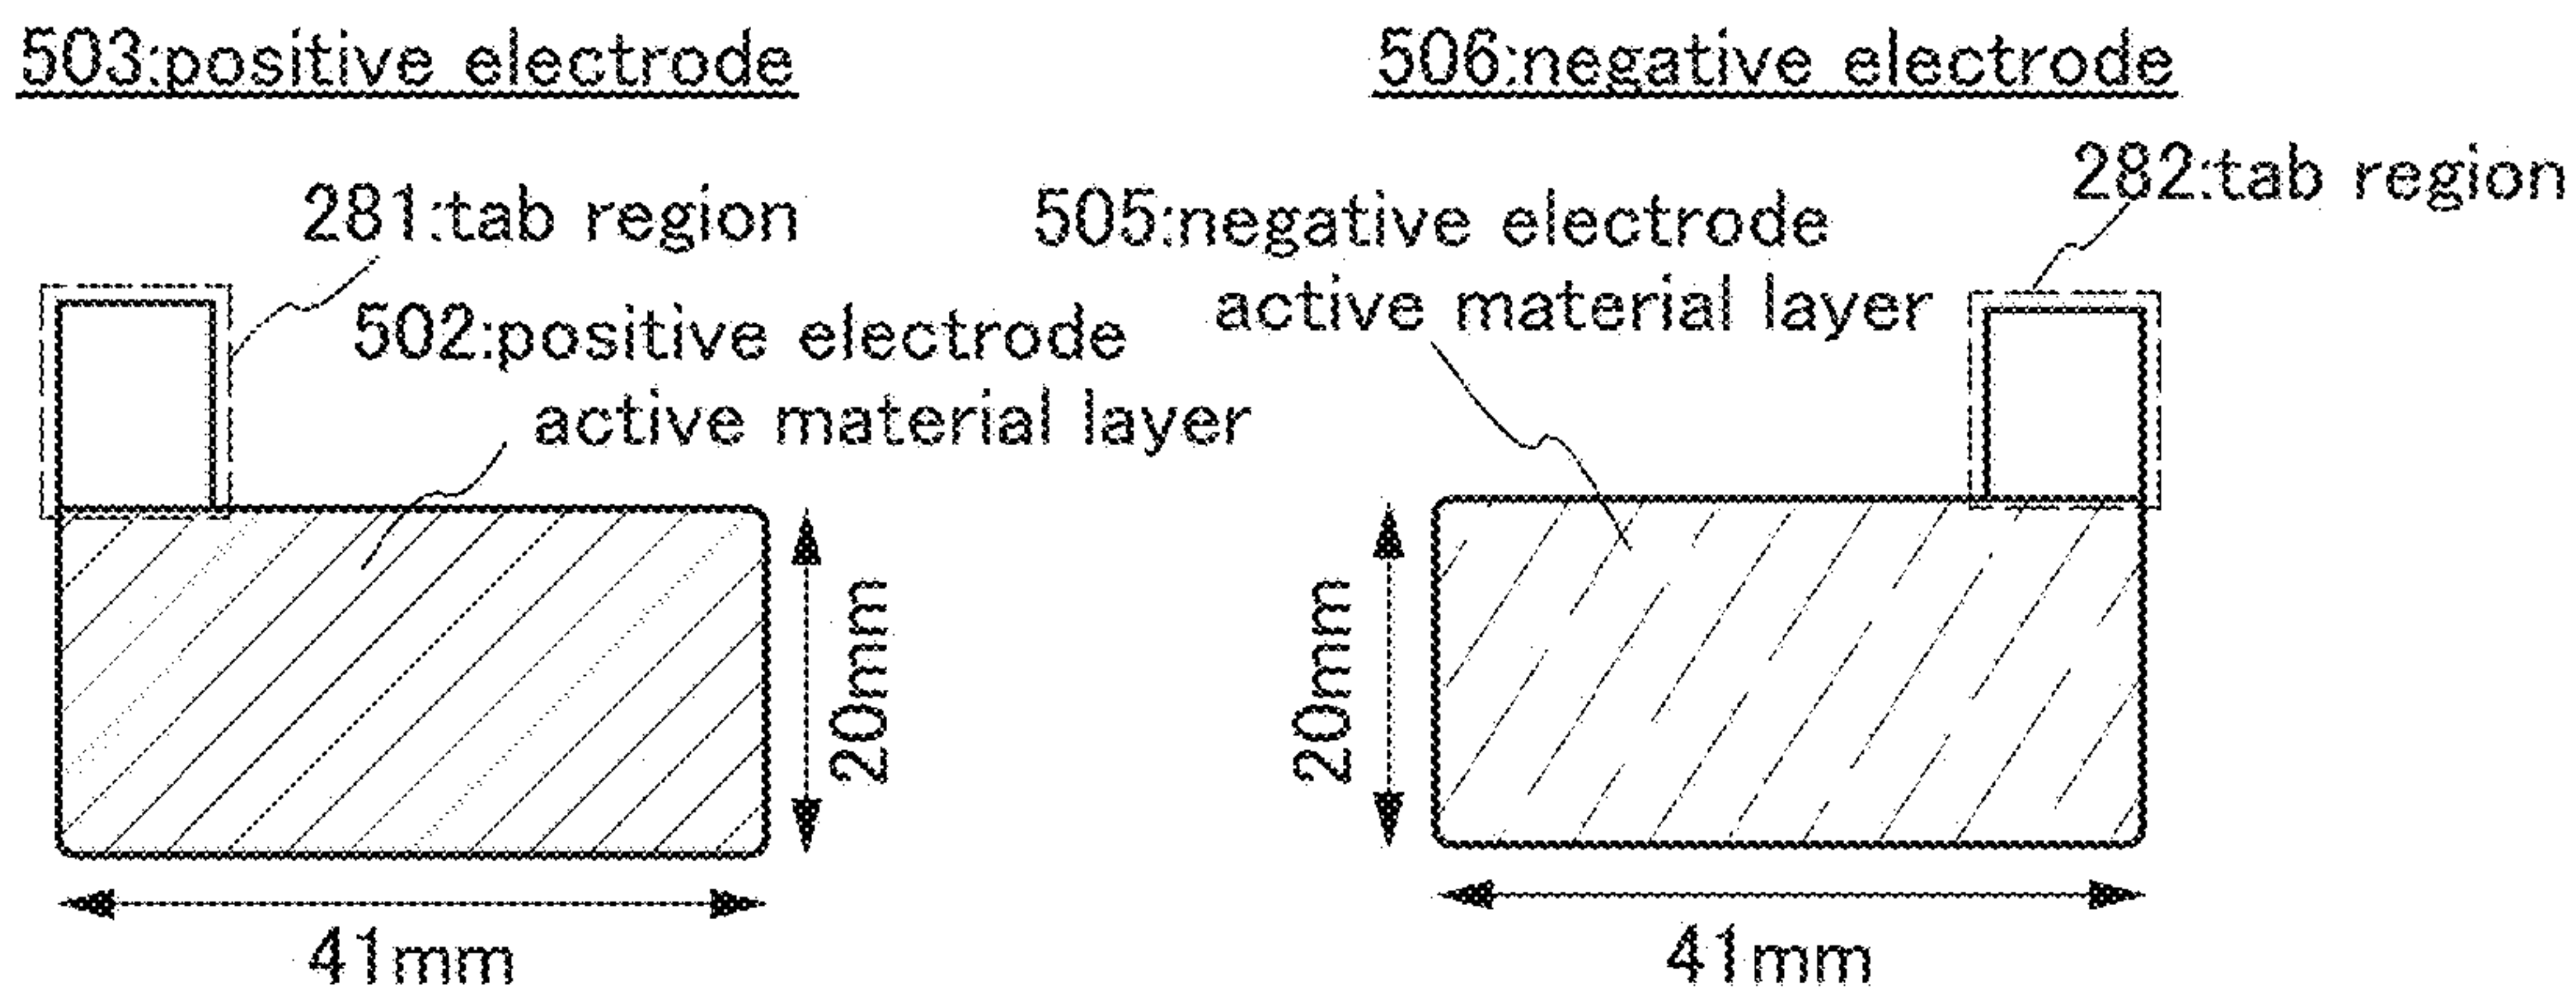 503:positive electrode
281:tab region
502:positive electrode
active material layer
20mm
41mm
506:negative electrode
282:tab region
505:negative electrode
active material layer
20mm
41mm